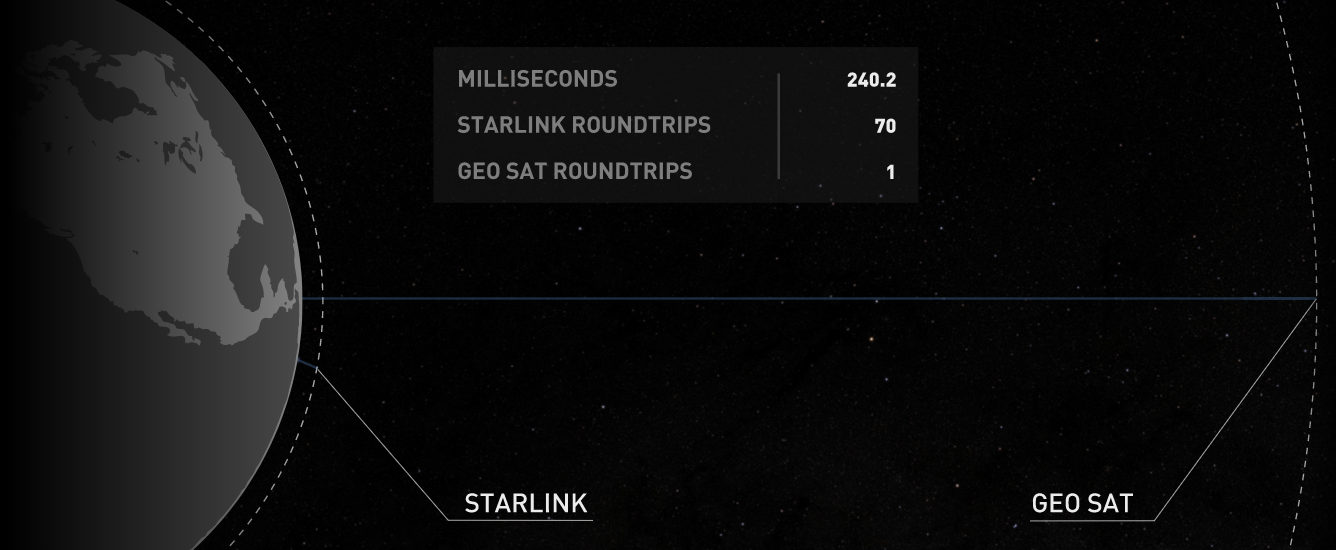 MILLISECONDS 240.2
STARLINK ROUNDTRIPS 70
GEO SAT ROUNDTRIPS 1
STARLINK GEO SAT